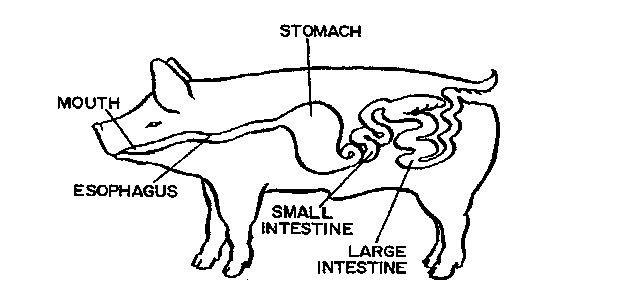 STOMACH
MOUTH
ESOPHAGUS
SMALL
INTESTINE
LARGE
INTESTINE